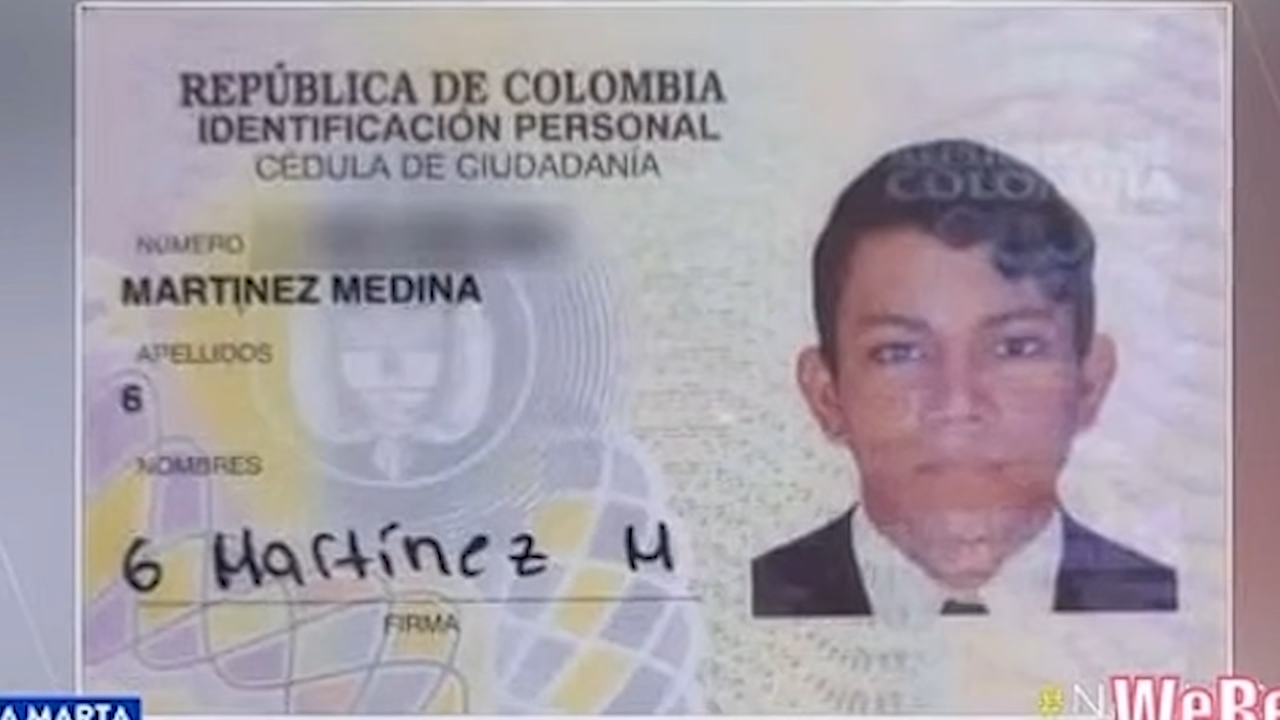 REPÚBLICA DE COLOMBIA
IDENTIFICACIÓN PERSONAL
CÉDULA DE CIUDADANÍA
NÚMERO
MARTINEZ MEDINA
APELLIDOS
6
NOMBRES
6 Martínez M
FIRMA
COLOMBIA
A MARTA
N
WeBe